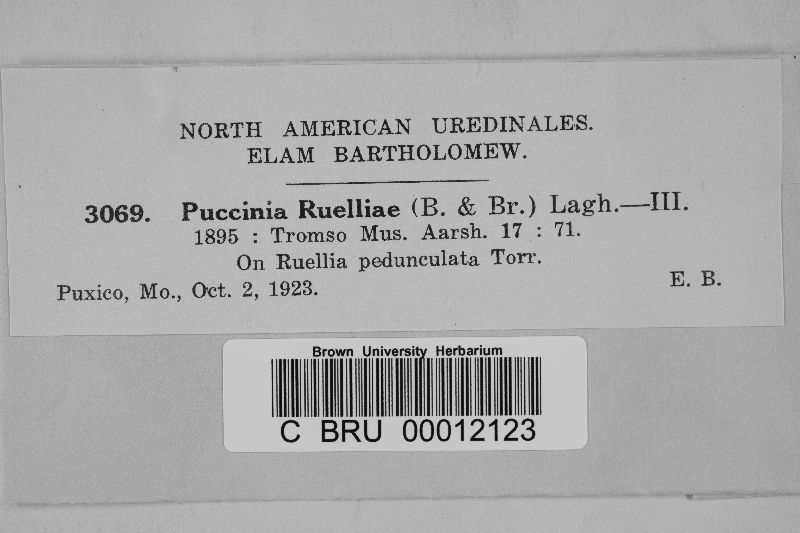 NORTH AMERICAN UREDINALES.
ELAM BARTHOLOMEW.
3069. Puccinia Ruelliae (B. & Br.) Lagh.—III.
1895 : Tromso Mus. Aarsh. 17 : 71.
On Ruellia pedunculata Torr.
Puxico, Mo., Oct. 2, 1923. E. B.
Brown University Herbarium
C BRU 00012123